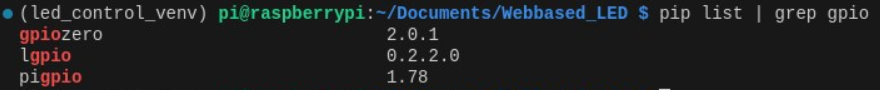 (led_control_venv) pi@raspberrypi:~/Documents/Webbased_LED $ pip list | grep gpio
gpiozero 2.0.1
lgpio 0.2.2.0
pigpio 1.78